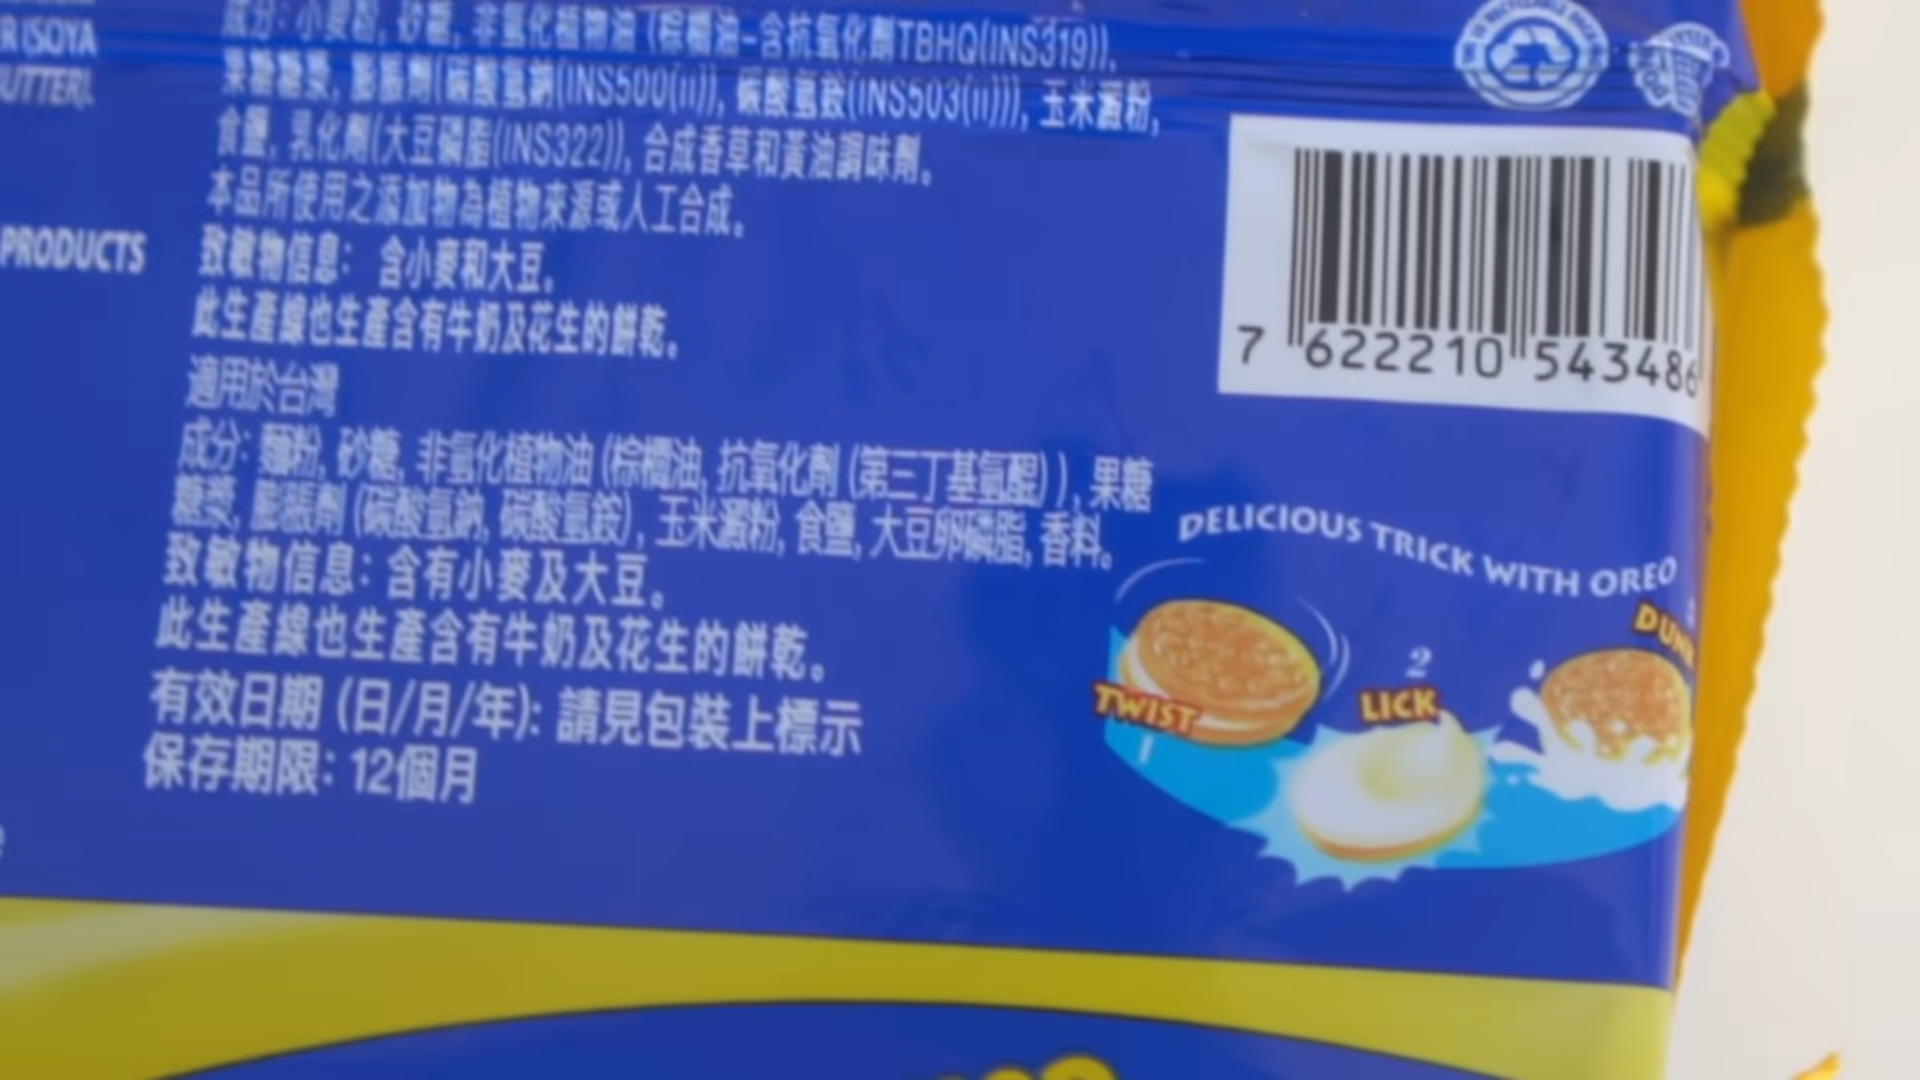 R (SOYA
BUTTER).
PRODUCTS
成分: 小麥粉, 砂糖, 非氫化植物油 (棕櫚油-含抗氧化劑TBHQ(INS319)),
果糖糖漿, 膨脹劑(碳酸氫鈉(INS500(ii)), 碳酸氫銨(INS503(ii))), 玉米澱粉,
食鹽, 乳化劑(大豆磷脂(INS322)), 合成香草和黃油調味劑。
本品所使用之添加物為植物來源或人工合成。
致敏物信息: 含小麥和大豆。
此生產線也生產含有牛奶及花生的餅乾。
適用於台灣
成分: 麵粉, 砂糖, 非氫化植物油 (棕櫚油, 抗氧化劑 (第三丁基氫醌) ), 果糖
糖漿, 膨脹劑 (碳酸氫鈉, 碳酸氫銨), 玉米澱粉, 食鹽, 大豆卵磷脂, 香料。
致敏物信息: 含有小麥及大豆。
此生產線也生產含有牛奶及花生的餅乾。
有效日期 (日/月/年): 請見包裝上標示
保存期限: 12個月
7 622210 543486
DELICIOUS TRICK WITH OREO
TWIST
1
2
LICK
DUNK